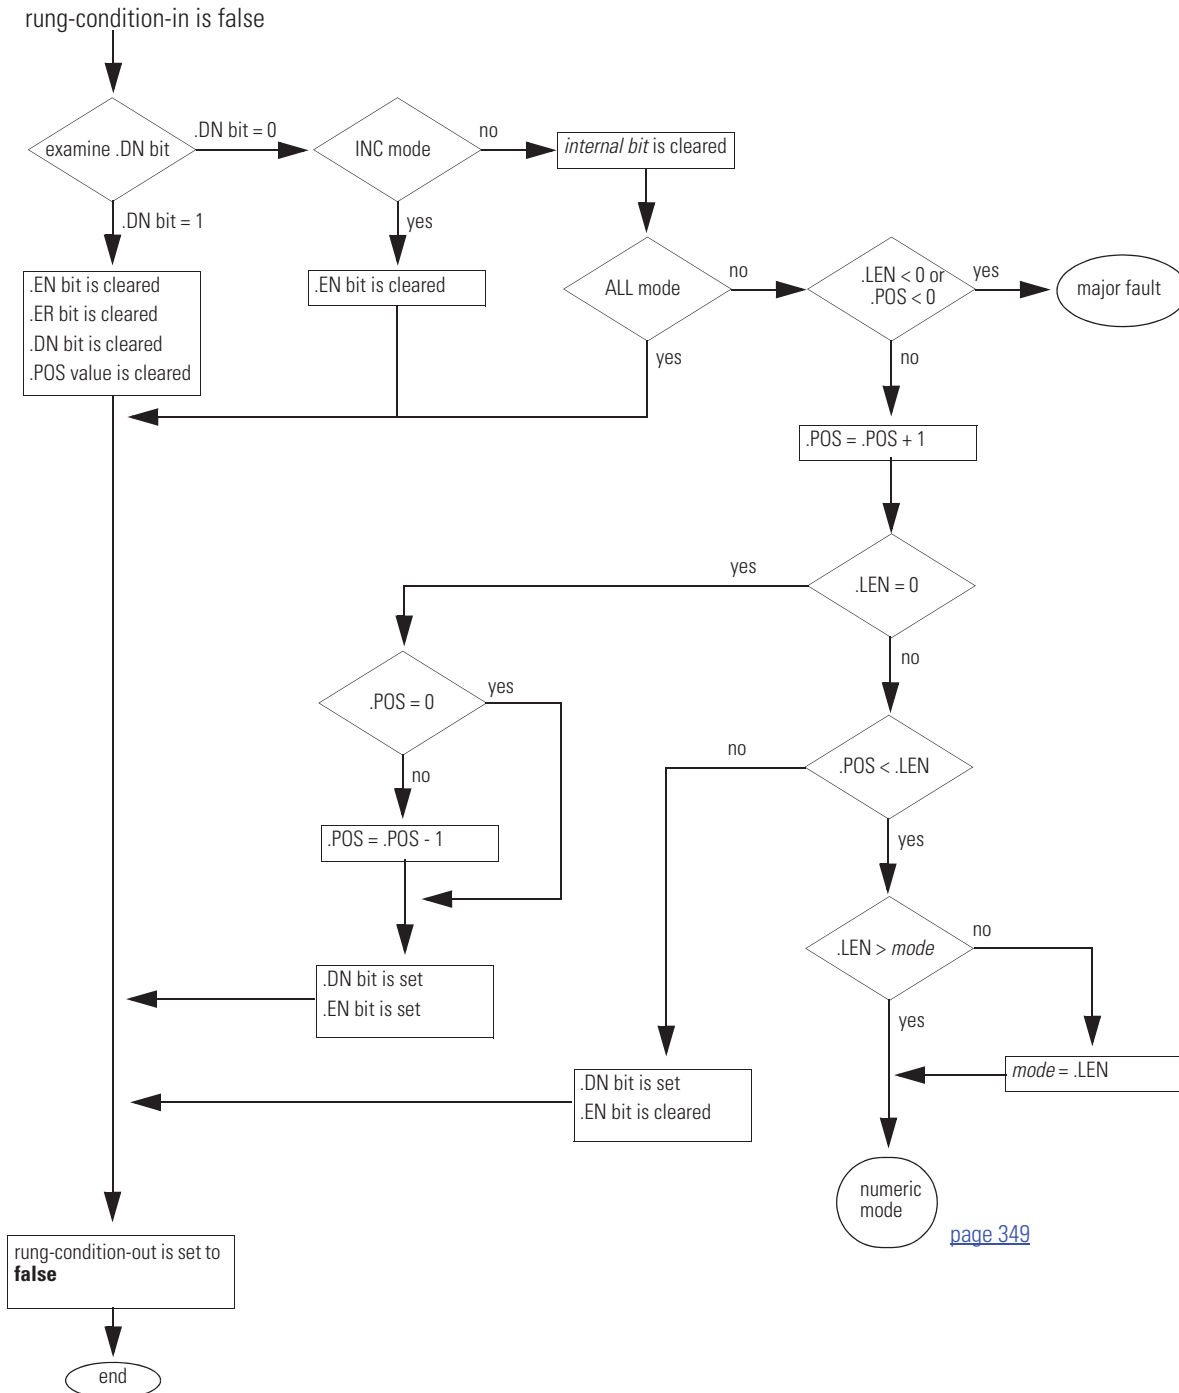 rung-condition-in is false
examine .DN bit
.DN bit = 0
INC mode
no
internal bit is cleared
.DN bit = 1
yes
.EN bit is cleared
.ER bit is cleared
.DN bit is cleared
.POS value is cleared
.EN bit is cleared
ALL mode
no
.LEN < 0 or
.POS < 0
yes
major fault
yes
no
.POS = .POS + 1
yes
.LEN = 0
no
.POS = 0
yes
no
.POS < .LEN
no
.POS = .POS - 1
yes
.LEN > mode
no
.DN bit is set
.EN bit is set
yes
mode = .LEN
.DN bit is set
.EN bit is cleared
numeric
mode
page 349
rung-condition-out is set to
false
end